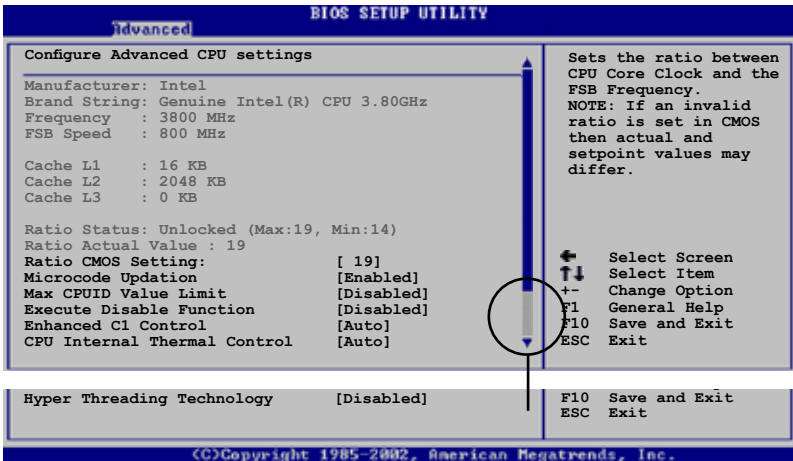 BIOS SETUP UTILITY
Advanced
Configure Advanced CPU settings
Manufacturer: Intel
Brand String: Genuine Intel(R) CPU 3.80GHz
Frequency : 3800 MHz
FSB Speed : 800 MHz
Cache L1 : 16 KB
Cache L2 : 2048 KB
Cache L3 : 0 KB
Ratio Status: Unlocked (Max:19, Min:14)
Ratio Actual Value : 19
Ratio CMOS Setting: [ 19]
Microcode Updation [Enabled]
Max CPUID Value Limit [Disabled]
Execute Disable Function [Disabled]
Enhanced C1 Control [Auto]
CPU Internal Thermal Control [Auto]
Sets the ratio between
CPU Core Clock and the
FSB Frequency.
NOTE: If an invalid
ratio is set in CMOS
then actual and
setpoint values may
differ.
Select Screen
Select Item
+- Change Option
F1 General Help
F10 Save and Exit
ESC Exit
Hyper Threading Technology [Disabled]
F10 Save and Exit
ESC Exit
(C)Copyright 1985-2002, American Megatrends, Inc.